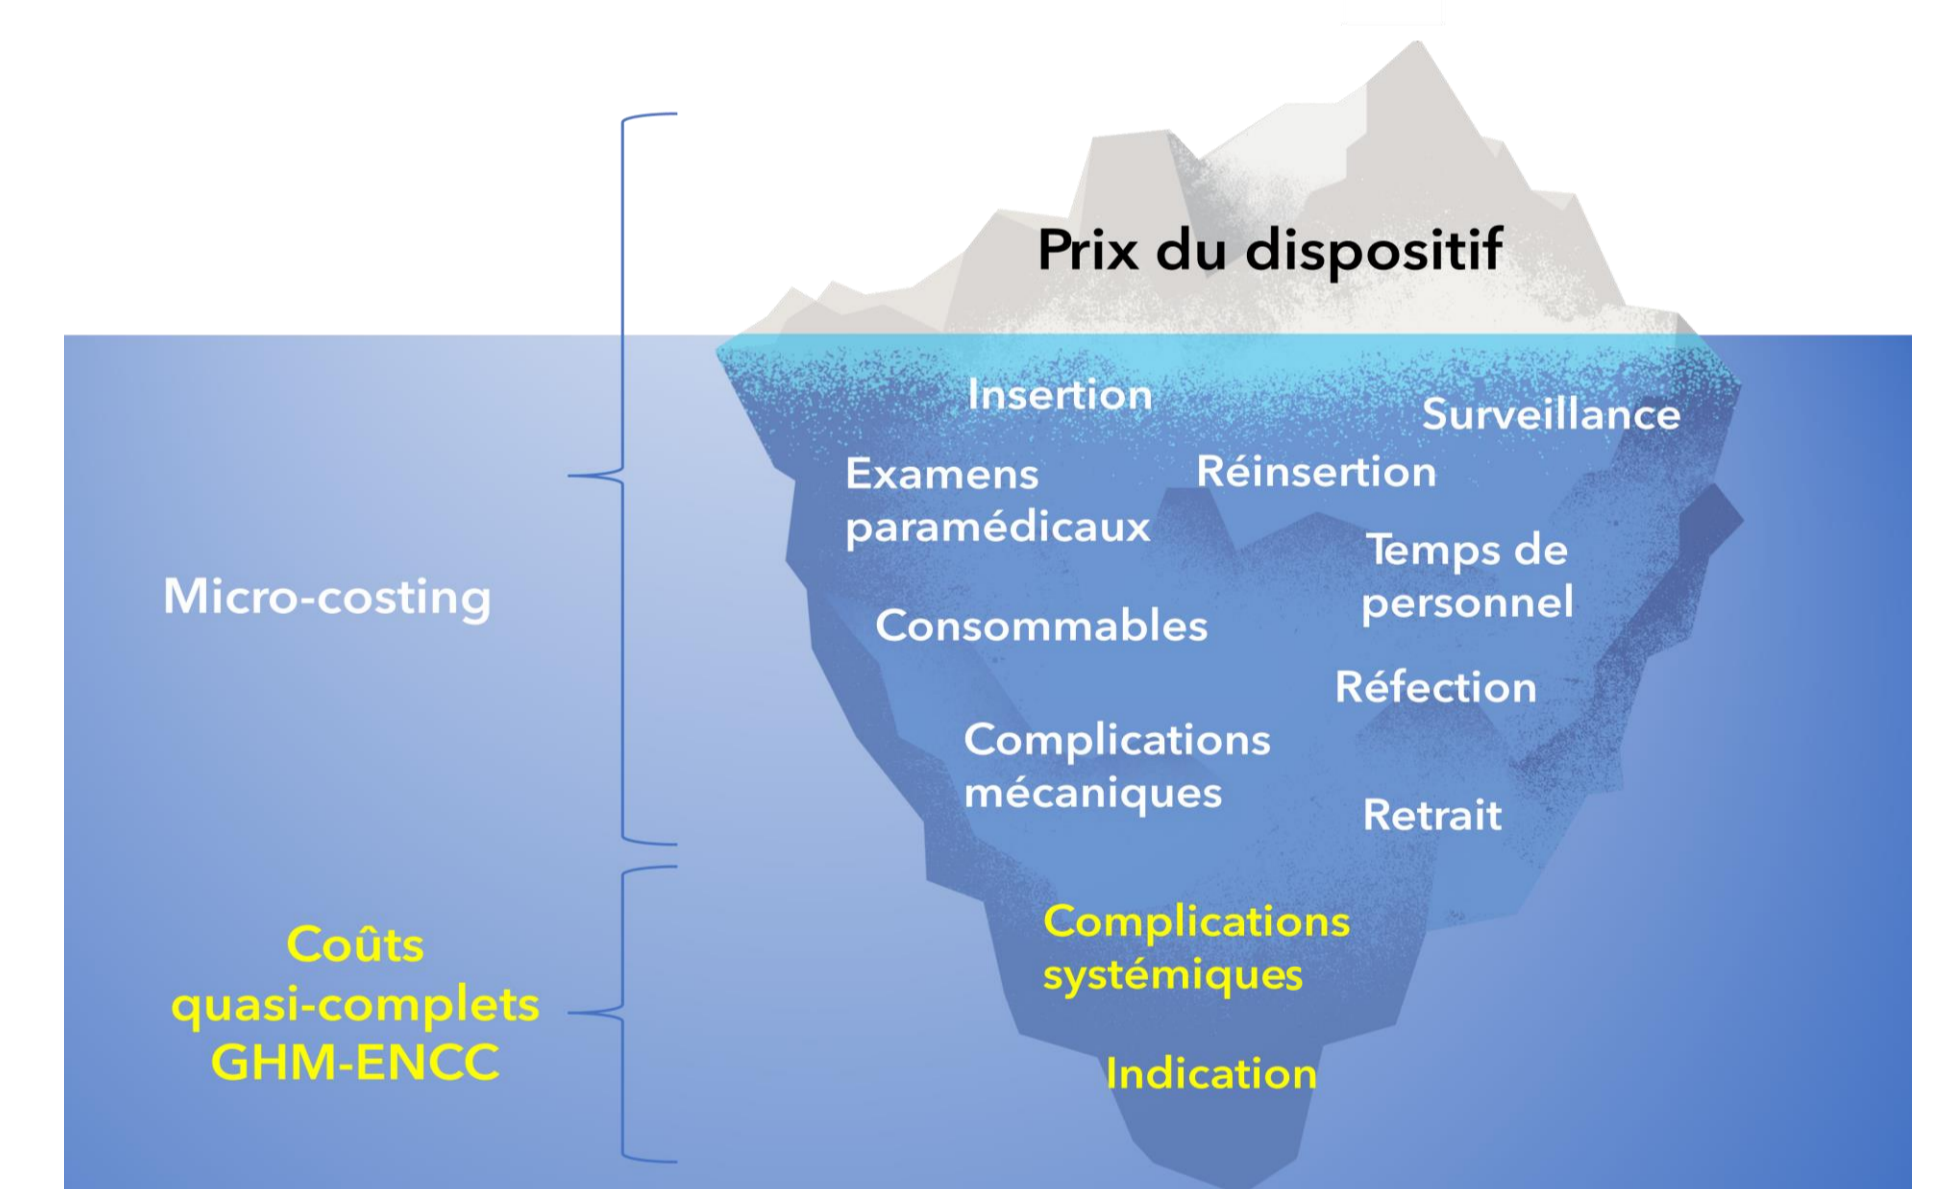 Prix du dispositif
Insertion
Surveillance
Examens
paramédicaux
Réinsertion
Temps de
personnel
Micro-costing
Consommables
Réfection
Complications
mécaniques
Retrait
Complications
systémiques
Coûts
quasi-complets
GHM-ENCC
Indication